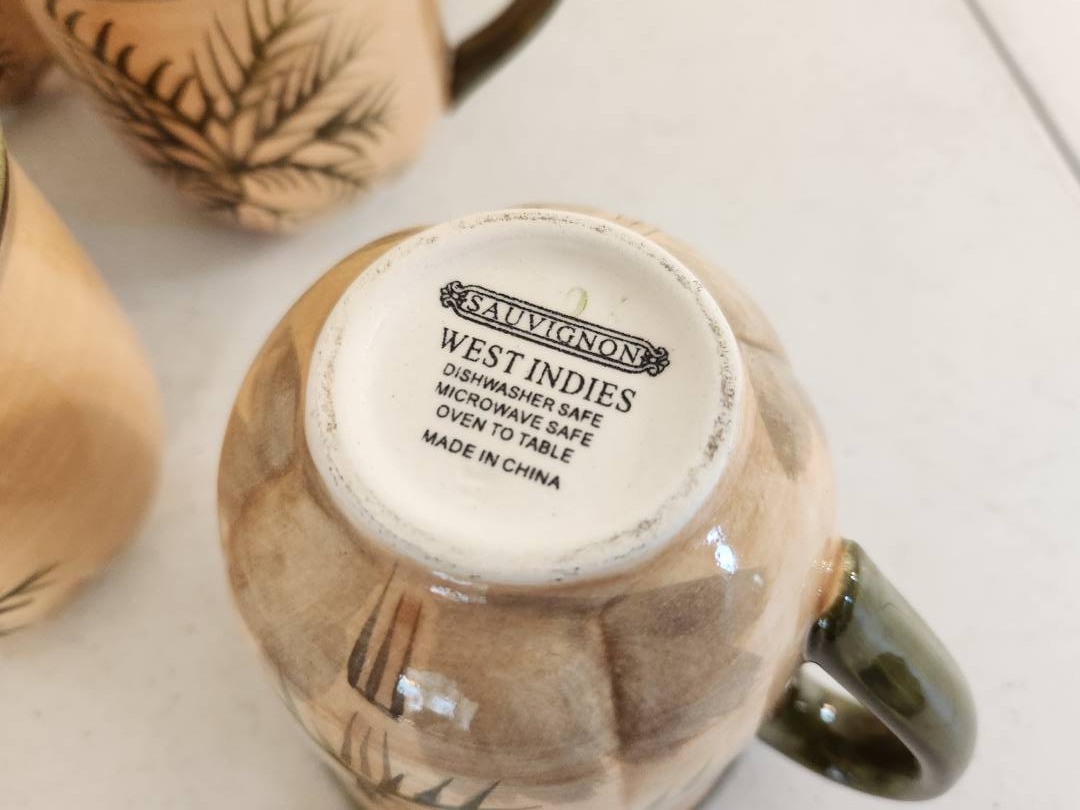 SAUVIGNON
WEST INDIES
DISHWASHER SAFE
MICROWAVE SAFE
OVEN TO TABLE
MADE IN CHINA